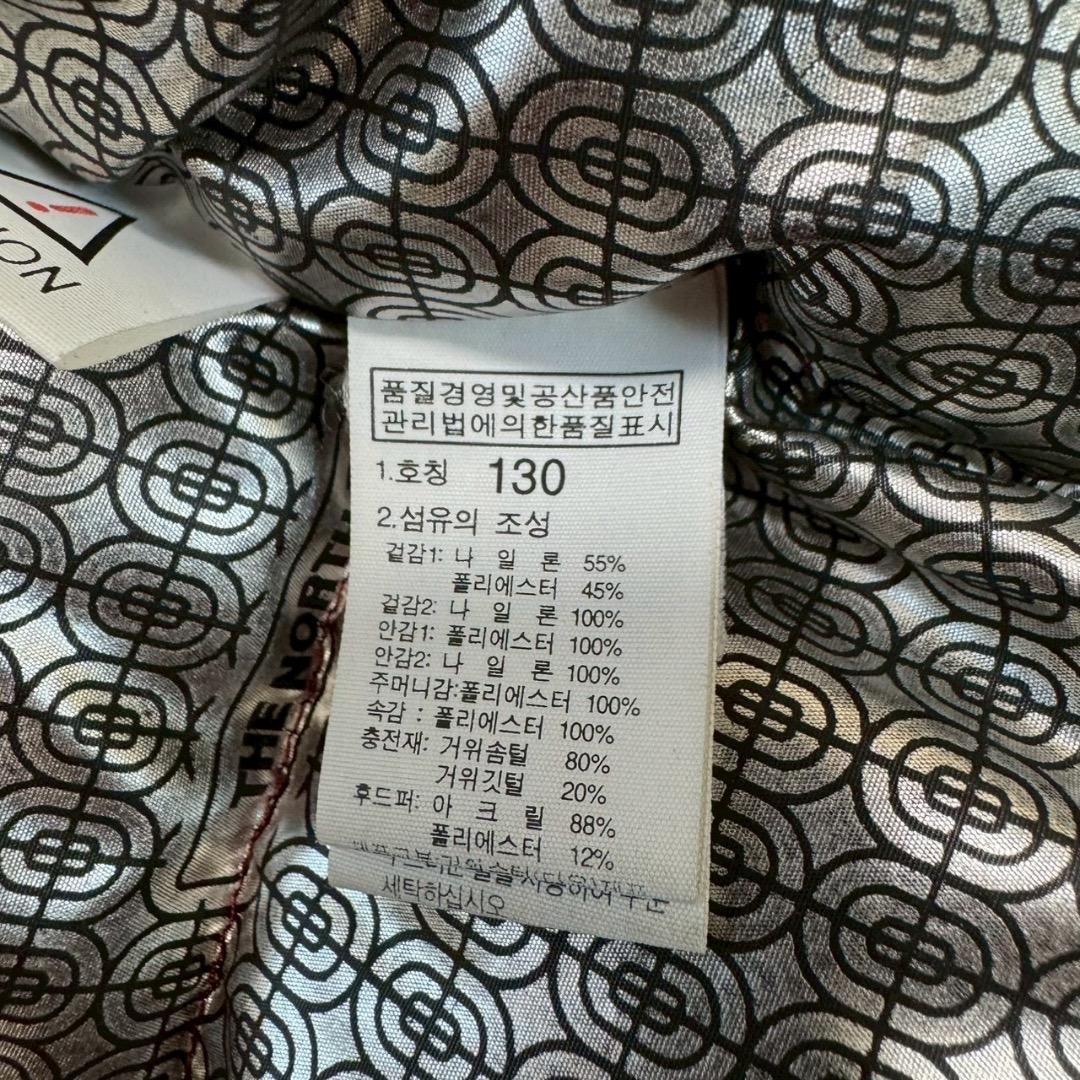 품질경영및공산품안전
관리법에의한품질표시
1.호칭 130
2.섬유의 조성
겉감1: 나 일 론 55%
폴리에스터 45%
겉감2: 나 일 론 100%
안감1: 폴리에스터 100%
안감2: 나 일 론 100%
주머니감:폴리에스터 100%
속감 : 폴리에스터 100%
충전재: 거위솜털 80%
거위깃털 20%
후드퍼: 아 크 릴 88%
폴리에스터 12%
세탁하십시오
THE NORTH